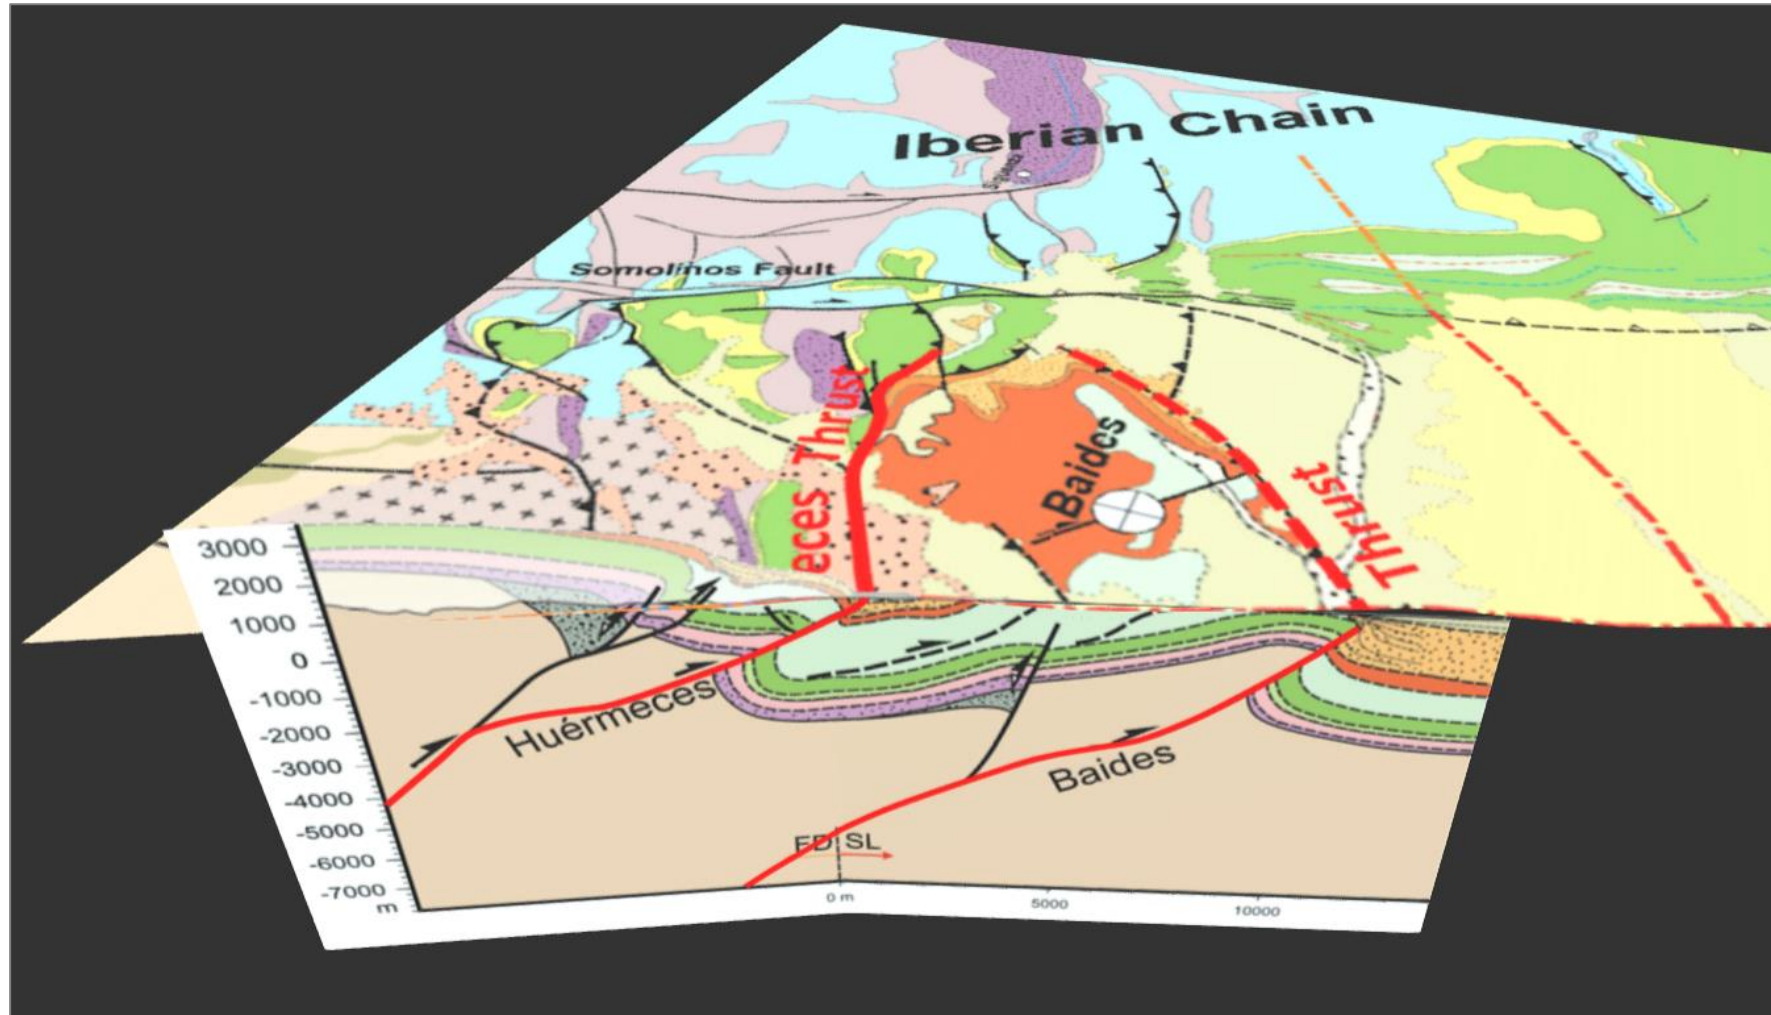 Iberian Chain
Somolinos Fault
eces Thrust
Baides
Thrust
3000
2000
1000
0
-1000
-2000
-3000
-4000
-5000
-6000
-7000
m
Huérmeces
Baides
FD SL
0 m
5000
10000